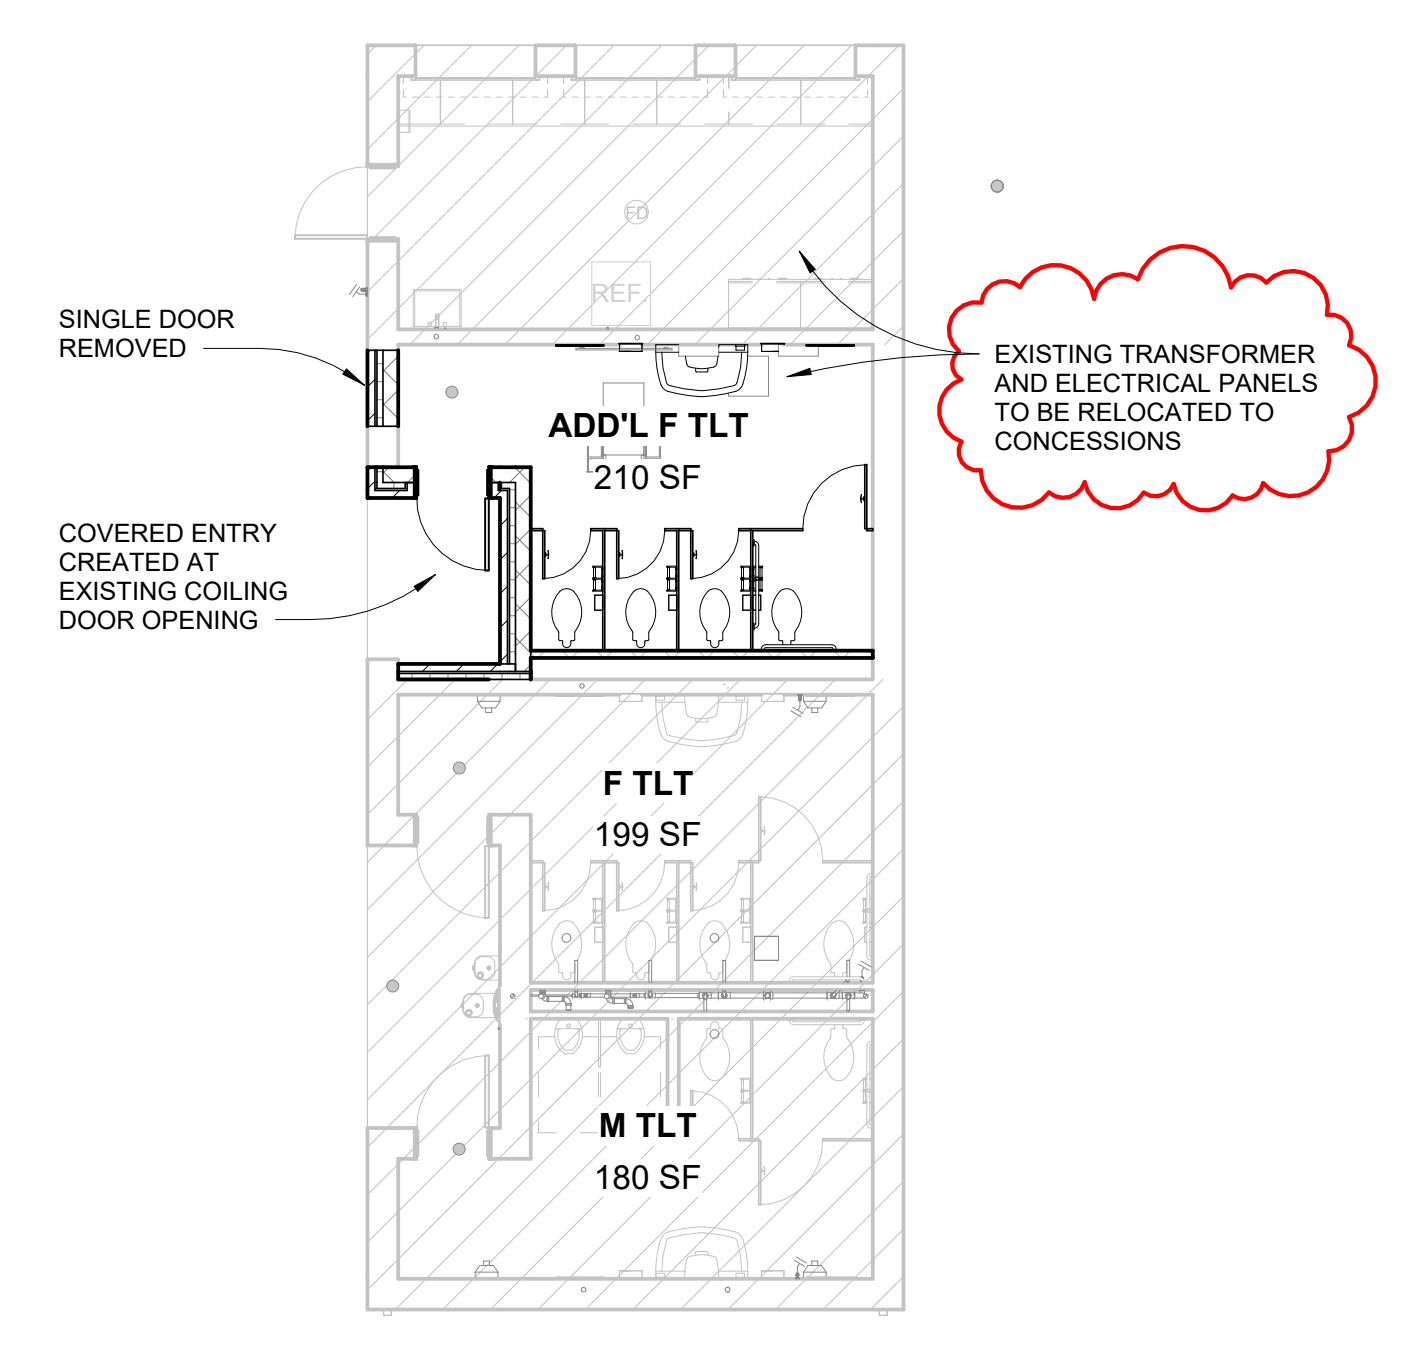 FD
REF.
SINGLE DOOR
REMOVED
EXISTING TRANSFORMER
AND ELECTRICAL PANELS
TO BE RELOCATED TO
CONCESSIONS
ADD'L F TLT
210 SF
COVERED ENTRY
CREATED AT
EXISTING COILING
DOOR OPENING
F TLT
199 SF
M TLT
180 SF